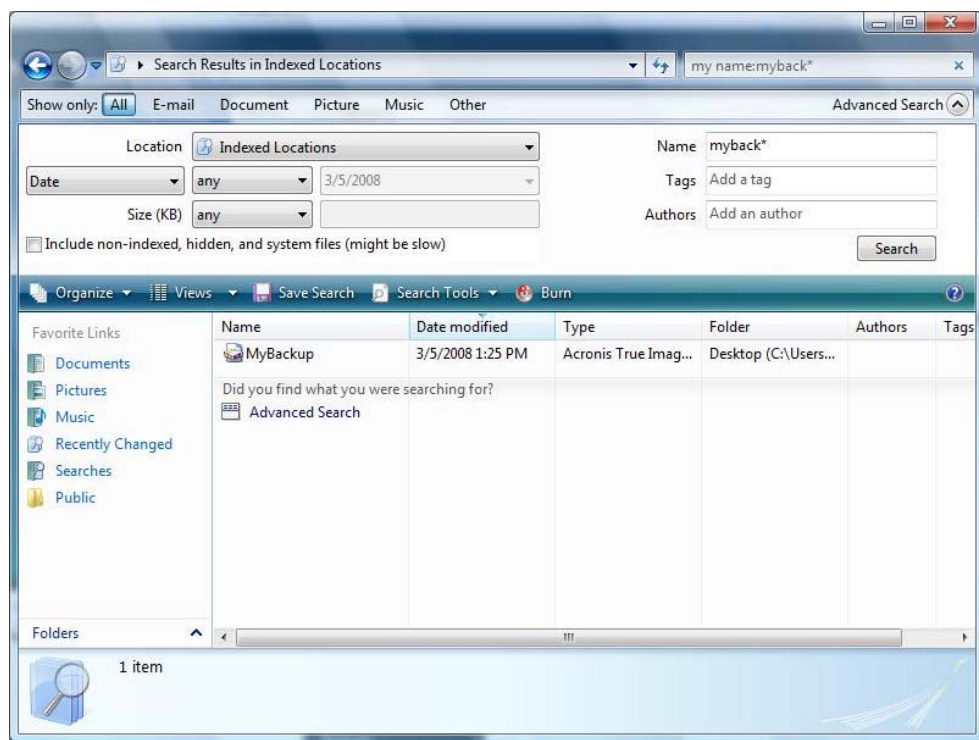 Search Results in Indexed Locations
my name:myback*
Show only: All E-mail Document Picture Music Other Advanced Search
Location Indexed Locations Name myback*
Date any 3/5/2008 Tags Add a tag
Size (KB) any Authors Add an author
Include non-indexed, hidden, and system files (might be slow)
Search
Organize Views Save Search Search Tools Burn
Favorite Links
Documents
Pictures
Music
Recently Changed
Searches
Public
Folders
Name Date modified Type Folder Authors Tags
MyBackup 3/5/2008 1:25 PM Acronis True Imag... Desktop (C:\Users...
Did you find what you were searching for?
Advanced Search
1 item